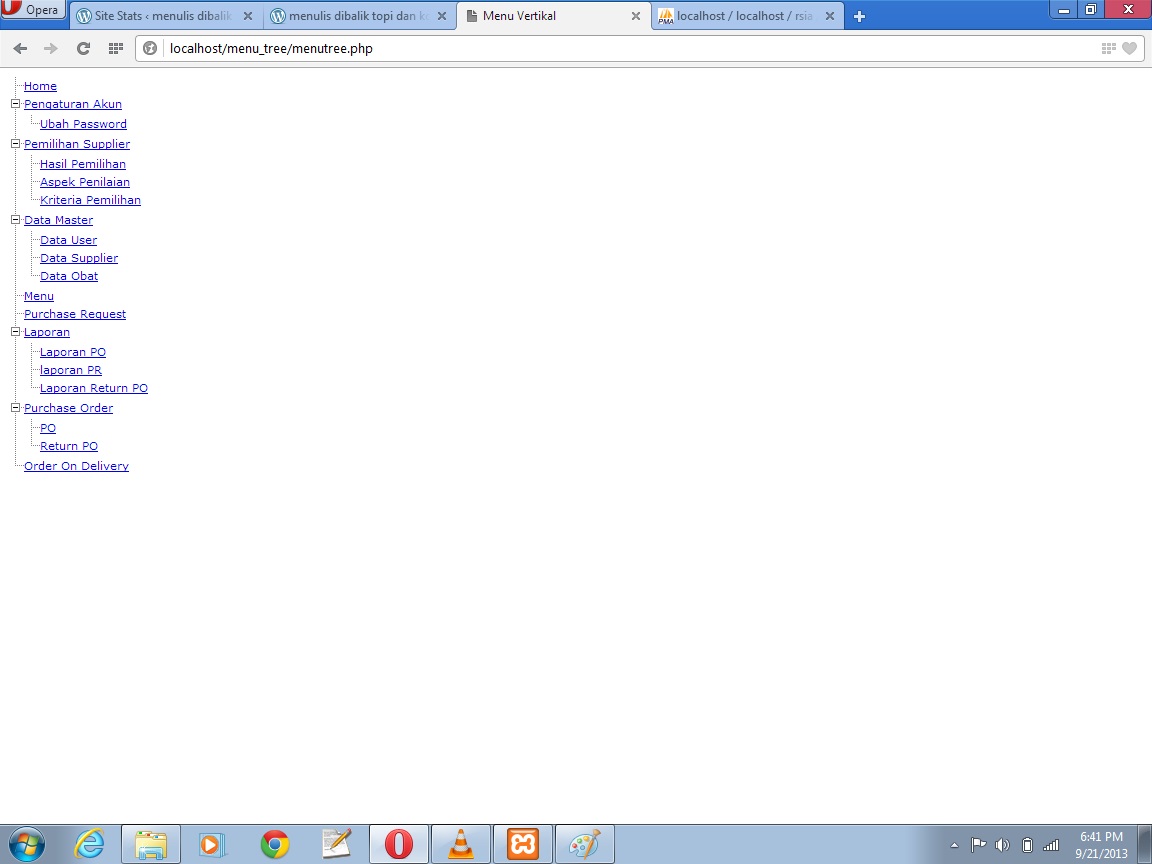 Opera
Site Stats ‹ menulis dibalik
menulis dibalik topi dan ko
Menu Vertikal
localhost / localhost / rsia
localhost/menu_tree/menutree.php
Home
Pengaturan Akun
Ubah Password
Pemilihan Supplier
Hasil Pemilihan
Aspek Penilaian
Kriteria Pemilihan
Data Master
Data User
Data Supplier
Data Obat
Menu
Purchase Request
Laporan
Laporan PO
laporan PR
Laporan Return PO
Purchase Order
PO
Return PO
Order On Delivery
6:41 PM
9/21/2013